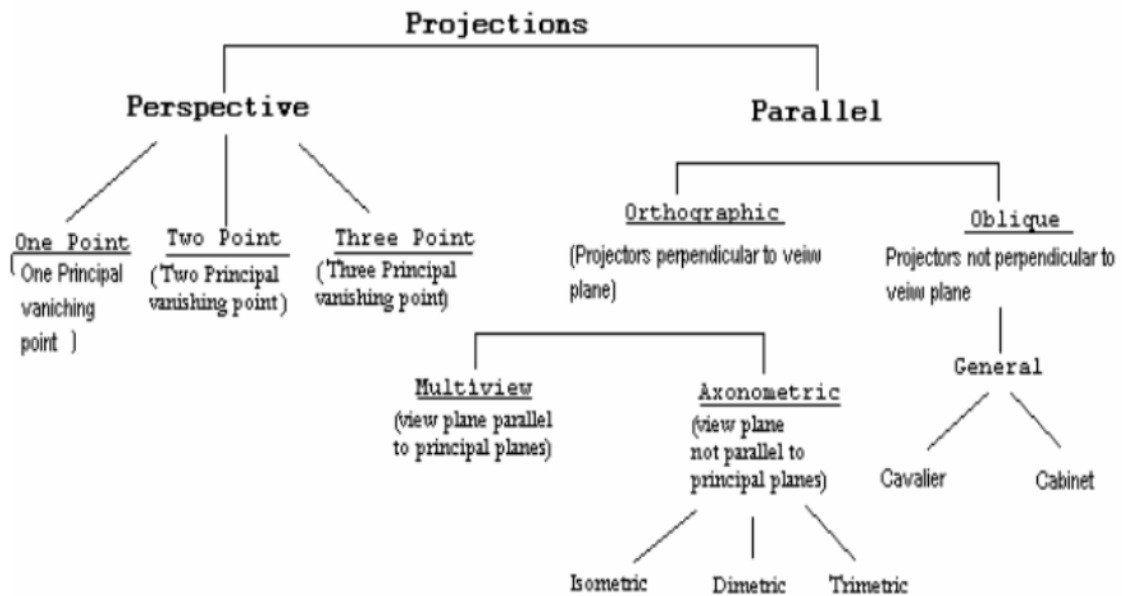 Projections
Perspective
Parallel
One Point
( One Principal
vaniching
point )
Two Point
(Two Principal
vanishing point)
Three Point
(Three Principal
vanishing point)
Orthographic
(Projectors perpendicular to veiw
plane)
Oblique
Projectors not perpendicular to
veiw plane
Multiview
(view plane parallel
to principal planes)
Axonometric
(view plane
not parallel to
principal planes)
General
Cavalier
Cabinet
Isometric
Dimetric
Trimetric